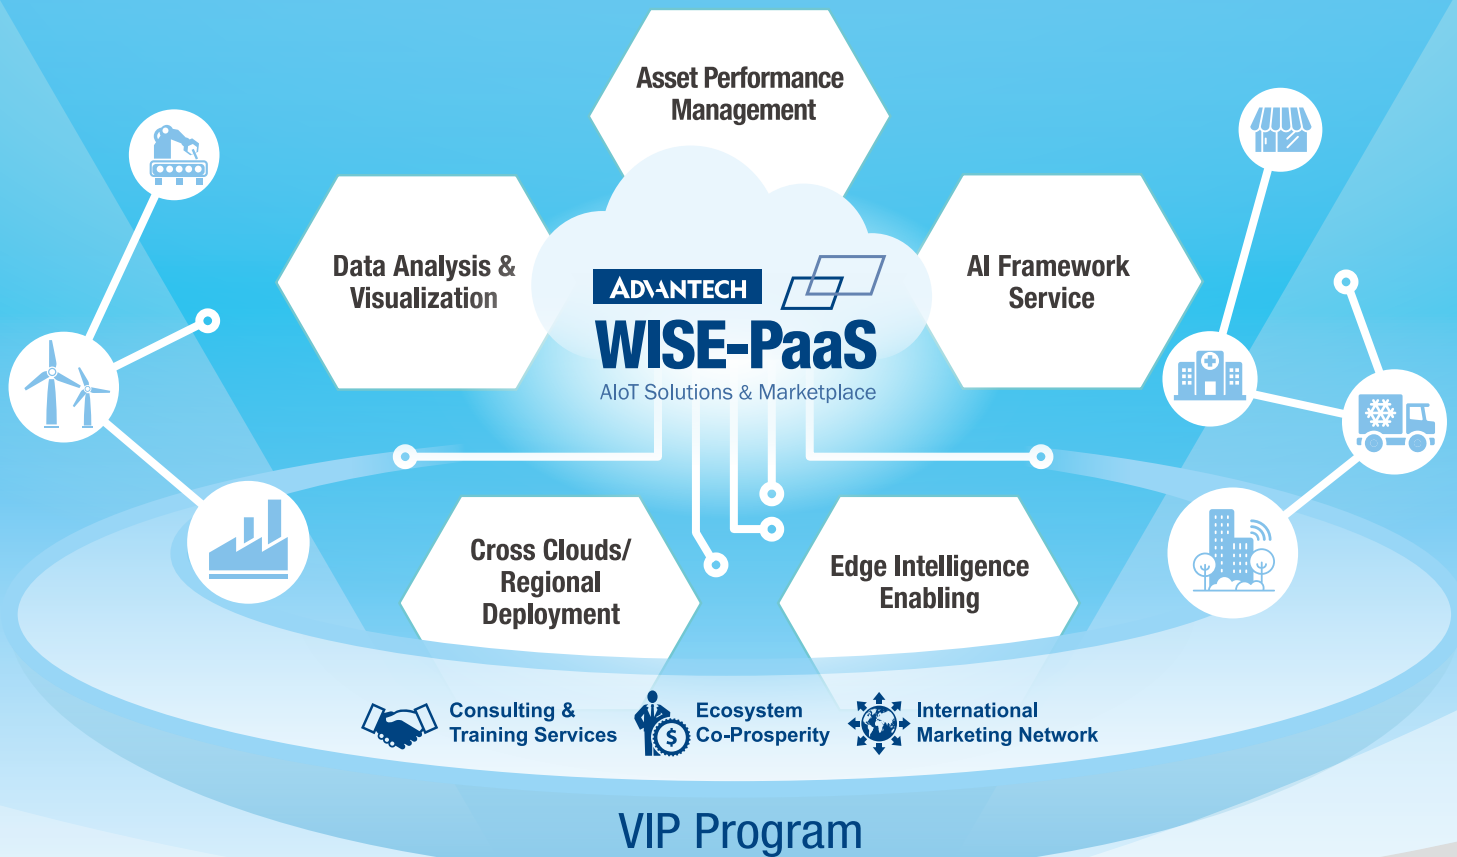 Asset Performance
Management
Data Analysis &
Visualization
AI Framework
Service
ADVANTECH
WISE-PaaS
AIoT Solutions & Marketplace
Cross Clouds/
Regional
Deployment
Edge Intelligence
Enabling
Consulting &
Training Services
$
Ecosystem
Co-Prosperity
International
Marketing Network
VIP Program